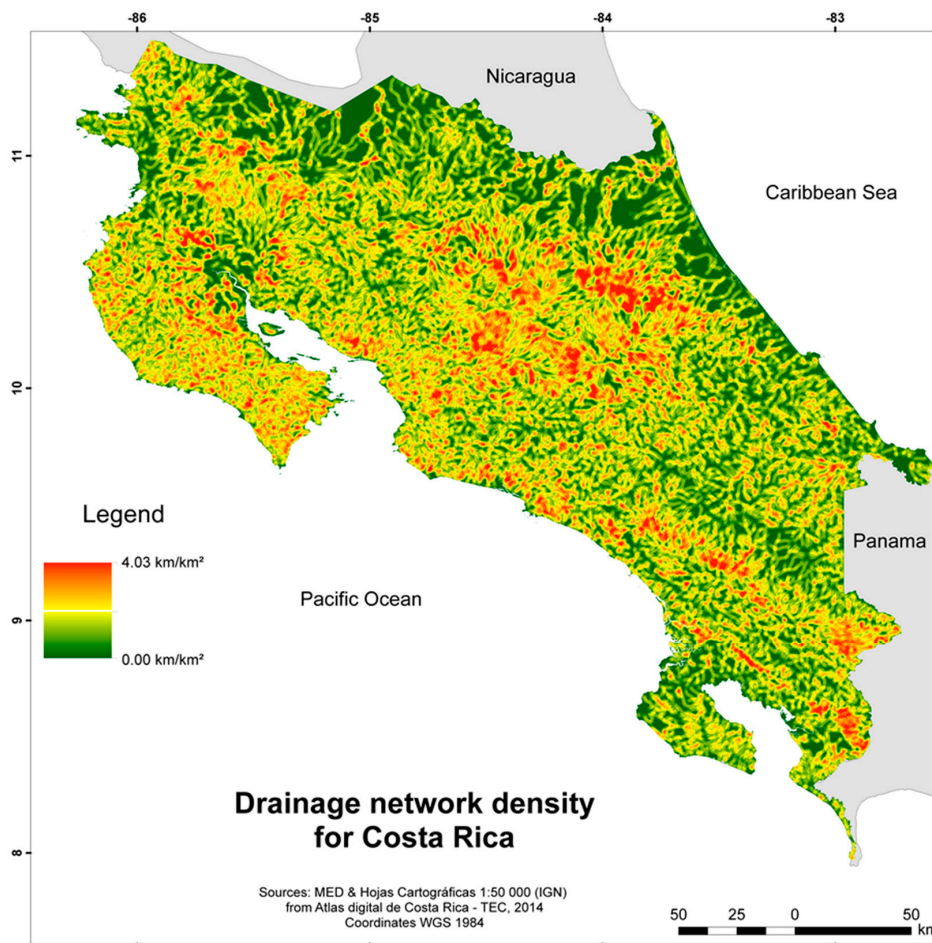 -86 -85 -84 -83
Nicaragua
11
Caribbean Sea
10
Legend
4.03 km/km²
Panama
Pacific Ocean
9
0.00 km/km²
Drainage network density
for Costa Rica
8
Sources: MED & Hojas Cartográficas 1:50 000 (IGN)
from Atlas digital de Costa Rica - TEC, 2014
Coordinates WGS 1984
50 25 0 50
km